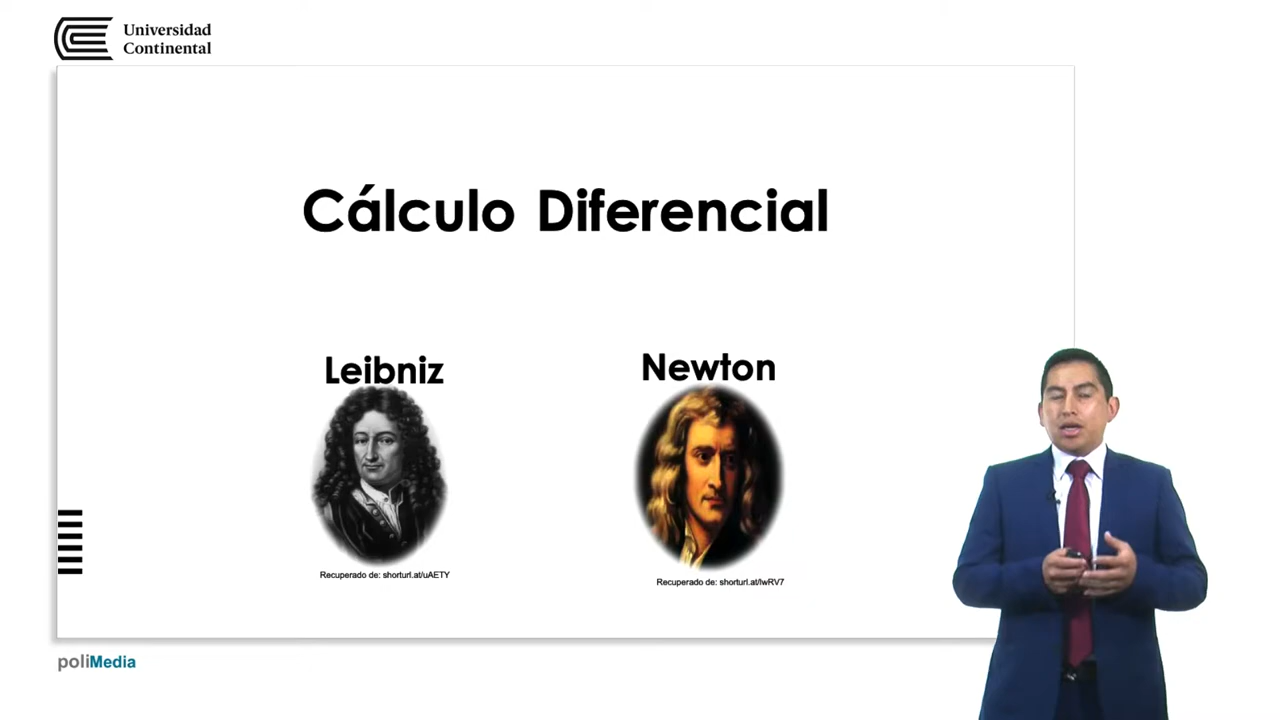 Universidad
Continental
Cálculo Diferencial
Leibniz
Newton
Recuperado de: shorturl.at/uAETY
Recuperado de: shorturl.at/lwRV7
poliMedia